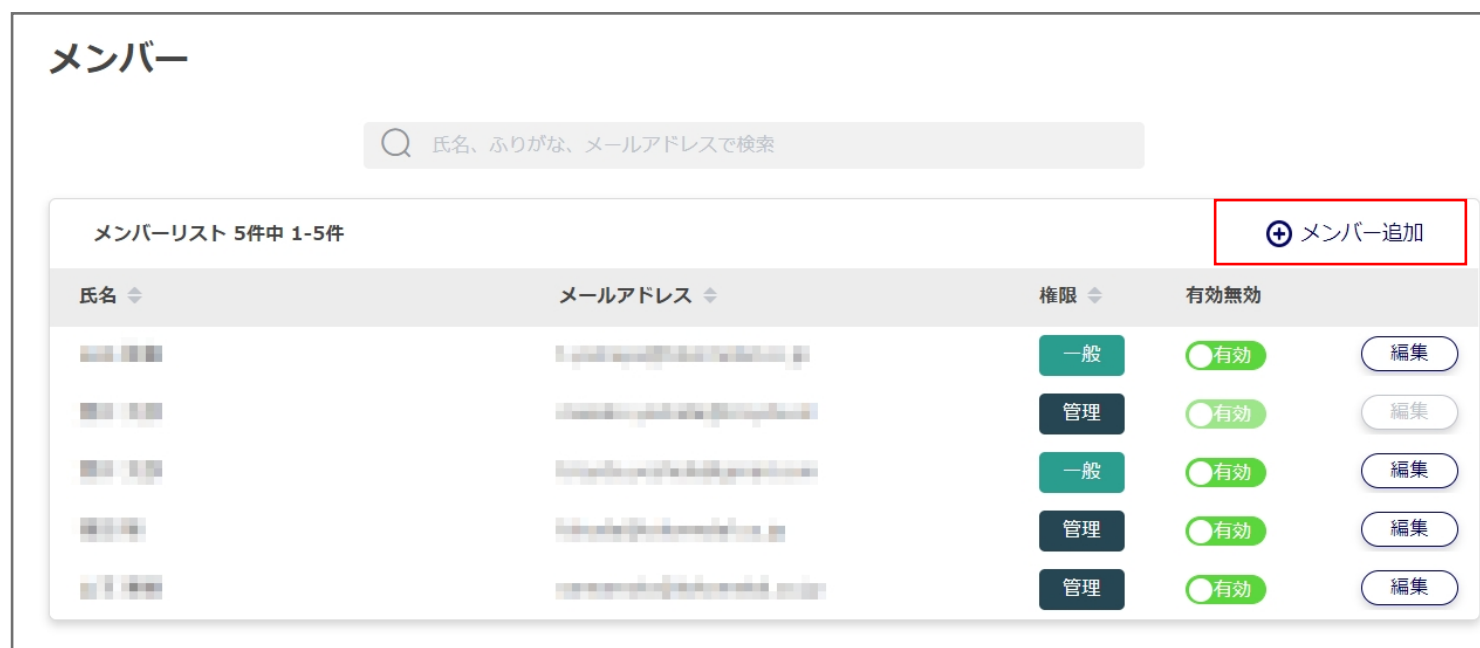 メンバー
氏名、ふりがな、メールアドレスで検索
メンバーリスト 5件中 1-5件 メンバー追加
氏名 メールアドレス 権限 有効無効
一般 有効 編集
管理 有効 編集
一般 有効 編集
管理 有効 編集
管理 有効 編集